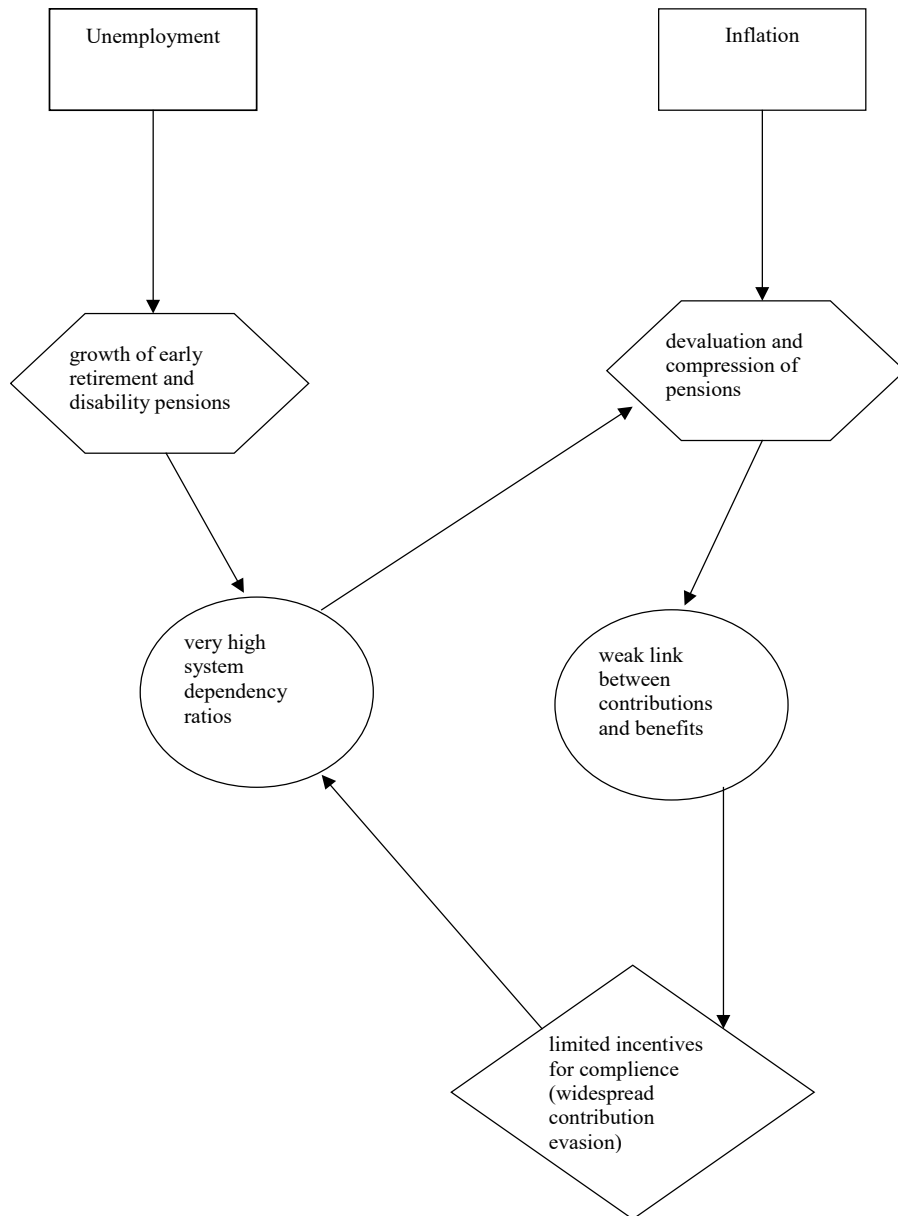 Unemployment
Inflation
growth of early
retirement and
disability pensions
devaluation and
compression of
pensions
very high
system
dependency
ratios
weak link
between
contributions
and benefits
limited incentives
for complience
(widespread
contribution
evasion)